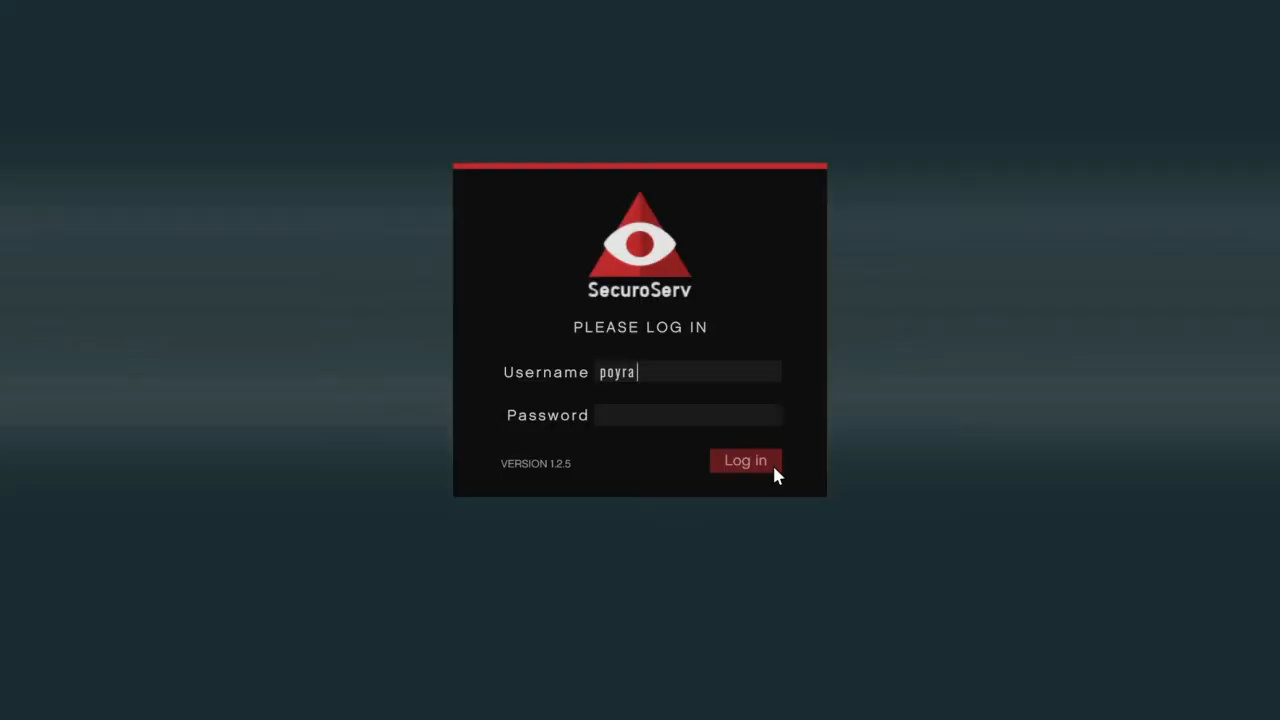 SecuroServ
PLEASE LOG IN
Username poyra
Password
VERSION 1.2.5 Log in